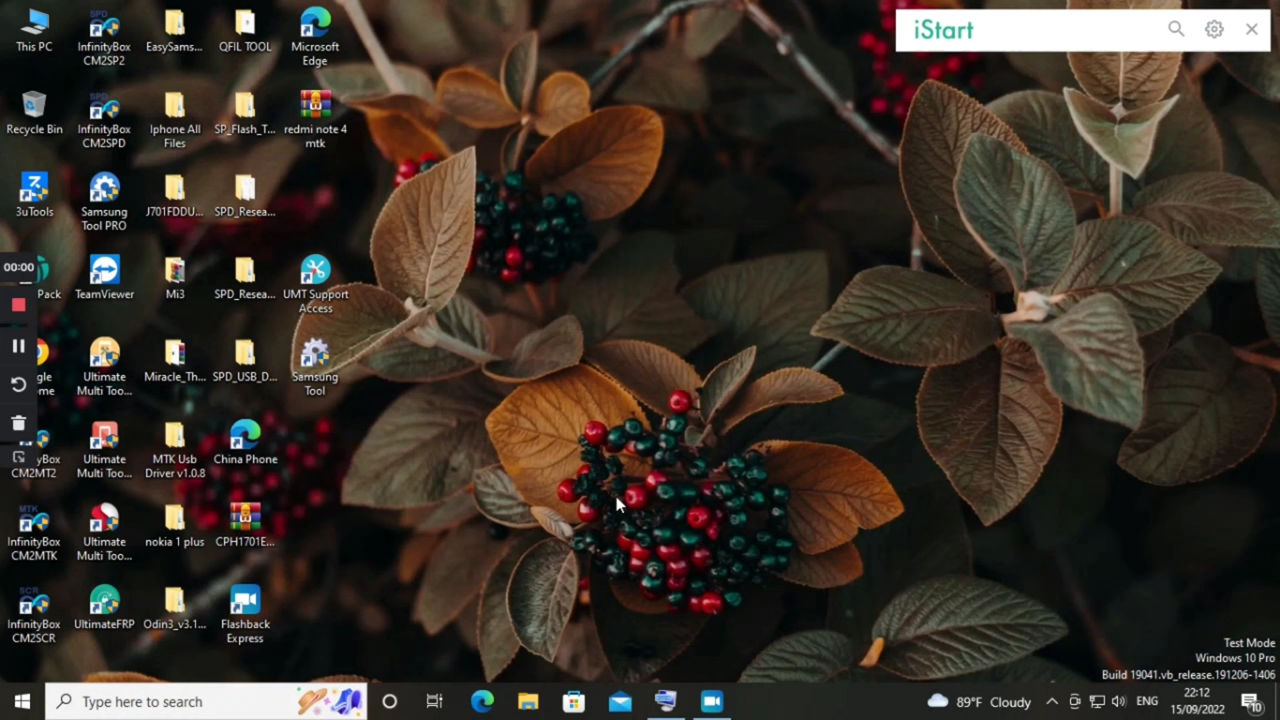 This PC
InfinityBox
CM2SP2
EasySams...
QFIL TOOL
Microsoft
Edge
iStart
Recycle Bin
InfinityBox
CM2SPD
Iphone All
Files
SP_Flash_T...
redmi note 4
mtk
3uTools
Samsung
Tool PRO
J701FDDU...
SPD_Resea...
00:00
Pack
TeamViewer
Mi3
SPD_Resea...
UMT Support
Access
gle
ome
Ultimate
Multi Too...
Miracle_Th...
SPD_USB_D...
Samsung
Tool
yBox
CM2MT2
Ultimate
Multi Too...
MTK Usb
Driver v1.0.8
China Phone
InfinityBox
CM2MTK
Ultimate
Multi Too...
nokia 1 plus
CPH1701E...
InfinityBox
CM2SCR
UltimateFRP
Odin3_v3.1...
Flashback
Express
Test Mode
Windows 10 Pro
Build 19041.vb_release.191206-1406
Type here to search
89°F Cloudy
ENG
22:12
15/09/2022
10